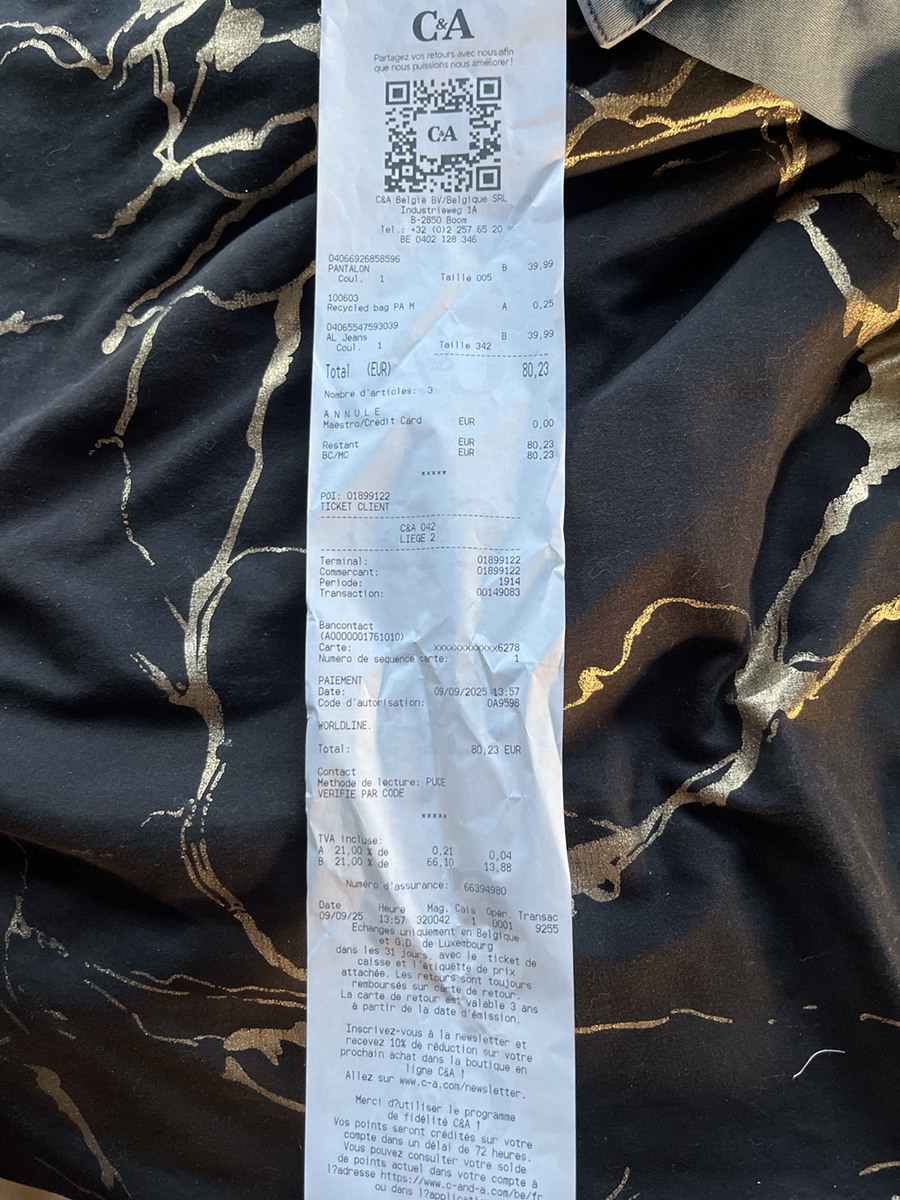 C&A
Partagez vos retours avec nous afin
que nous puissions nous améliorer!
C&A
C&A Belgie BV/Belgique SRL
Industrieweg 1A
B-2850 Boom
Tel.: +32 (0)2 257 65 20
BE 0402 128 346
04066926858596
PANTALON B 39,99
Coul. 1 Taille 005
100603
Recycled bag PA M A 0,25
04065547593039
AL Jeans B 39,99
Coul. 1 Taille 342
Total (EUR) 80,23
Nombre d'articles: 3
A N N U L E
Maestro/Credit Card EUR 0,00
Restant EUR 80,23
BC/MC EUR 80,23
*****
POI: 01899122
TICKET CLIENT
C&A 042
LIEGE 2
Terminal: 01899122
Commercant: 01899122
Periode: 1914
Transaction: 00149083
Bancontact
(A0000001761010)
Carte: xxxxxxxxxxxx6278
Numero de sequence carte: 1
PAIEMENT
Date: 09/09/2025 13:57
Code d'autorisation: 0A9598
WORLDLINE.
Total: 80,23 EUR
Contact
Methode de lecture: PUCE
VERIFIE PAR CODE
*****
TVA incluse:
A 21,00 % de 0,21 0,04
B 21,00 % de 66,10 13,88
Numéro d'assurance: 66394980
Date Heure Mag. Cais Opér. Transac
09/09/25 13:57 320042 1 0001 9255
Echanges uniquement en Belgique
et G.D. de Luxembourg
dans les 31 jours, avec le ticket de
caisse et l'étiquette de prix
attachée. Les retours sont toujours
remboursés sur carte de retour.
La carte de retour est valable 3 ans
à partir de la date d'émission.
Inscrivez-vous à la newsletter et
recevez 10% de réduction sur votre
prochain achat dans la boutique en
ligne C&A !
Allez sur www.c-a.com/newsletter.
Merci d?utiliser le programme
de fidélité C&A !
Vos points seront crédités sur votre
compte dans un délai de 72 heures.
Vous pouvez consulter votre solde
de points actuel dans votre compte à
l?adresse https://www.c-and-a.com/be/fr
ou dans l?application